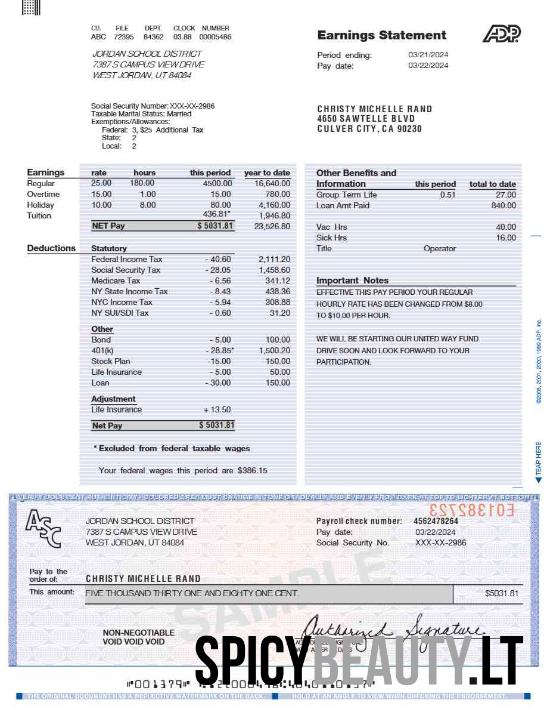 CO. FILE DEPT. CLOCK NUMBER
ABC 72395 84362 03.88 00005486
JORDAN SCHOOL DISTRICT
7387 S CAMPUS VIEW DRIVE
WEST JORDAN, UT 84084
Earnings Statement ADP
Period ending: 03/21/2024
Pay date: 03/22/2024
Social Security Number: XXX-XX-2986
Taxable Marital Status: Married
Exemptions/Allowances:
Federal: 3, $25 Additional Tax
State: 2
Local: 2
CHRISTY MICHELLE RAND
4650 SAWTELLE BLVD
CULVER CITY, CA 90230
Earnings rate hours this period year to date
Regular 25.00 180.00 4500.00 16,640.00
Overtime 15.00 1.00 15.00 780.00
Holiday 10.00 8.00 80.00 4,160.00
Tuition 436.81* 1,946.80
NET Pay $ 5031.81 23,526.80
Deductions Statutory
Federal Income Tax - 40.60 2,111.20
Social Security Tax - 28.05 1,458.60
Medicare Tax - 6.56 341.12
NY State Income Tax - 8.43 438.36
NYC Income Tax - 5.94 308.88
NY SUI/SDI Tax - 0.60 31.20
Other
Bond - 5.00 100.00
401(k) - 28.85* 1,500.20
Stock Plan -15.00 150.00
Life Insurance - 5.00 50.00
Loan - 30.00 150.00
Adjustment
Life Insurance + 13.50
Net Pay $ 5031.81
* Excluded from federal taxable wages
Your federal wages this period are $386.15
Other Benefits and
Information this period total to date
Group Term Life 0.51 27.00
Loan Amt Paid 840.00
Vac Hrs 40.00
Sick Hrs 16.00
Title Operator
Important Notes
EFFECTIVE THIS PAY PERIOD YOUR REGULAR
HOURLY RATE HAS BEEN CHANGED FROM $8.00
TO $10.00 PER HOUR.
WE WILL BE STARTING OUR UNITED WAY FUND
DRIVE SOON AND LOOK FORWARD TO YOUR
PARTICIPATION.
TEAR HERE
ASC
JORDAN SCHOOL DISTRICT
7387 S CAMPUS VIEW DRIVE
WEST JORDAN, UT 84084
E0138Z7Z3
Payroll check number: 4562478264
Pay date: 03/22/2024
Social Security No. XXX-XX-2986
Pay to the
order of: CHRISTY MICHELLE RAND
This amount: FIVE THOUSAND THIRTY ONE AND EIGHTY ONE CENT $5031.81
SAMPLE
NON-NEGOTIABLE
VOID VOID VOID
Authorized Signature
SPICYBEAUTY.LT
THE ORIGINAL DOCUMENT HAS A REFLECTIVE WATERMARK ON THE BACK. HOLD AT AN ANGLE TO VIEW WHEN CHECKING THE ENDORSEMENT.